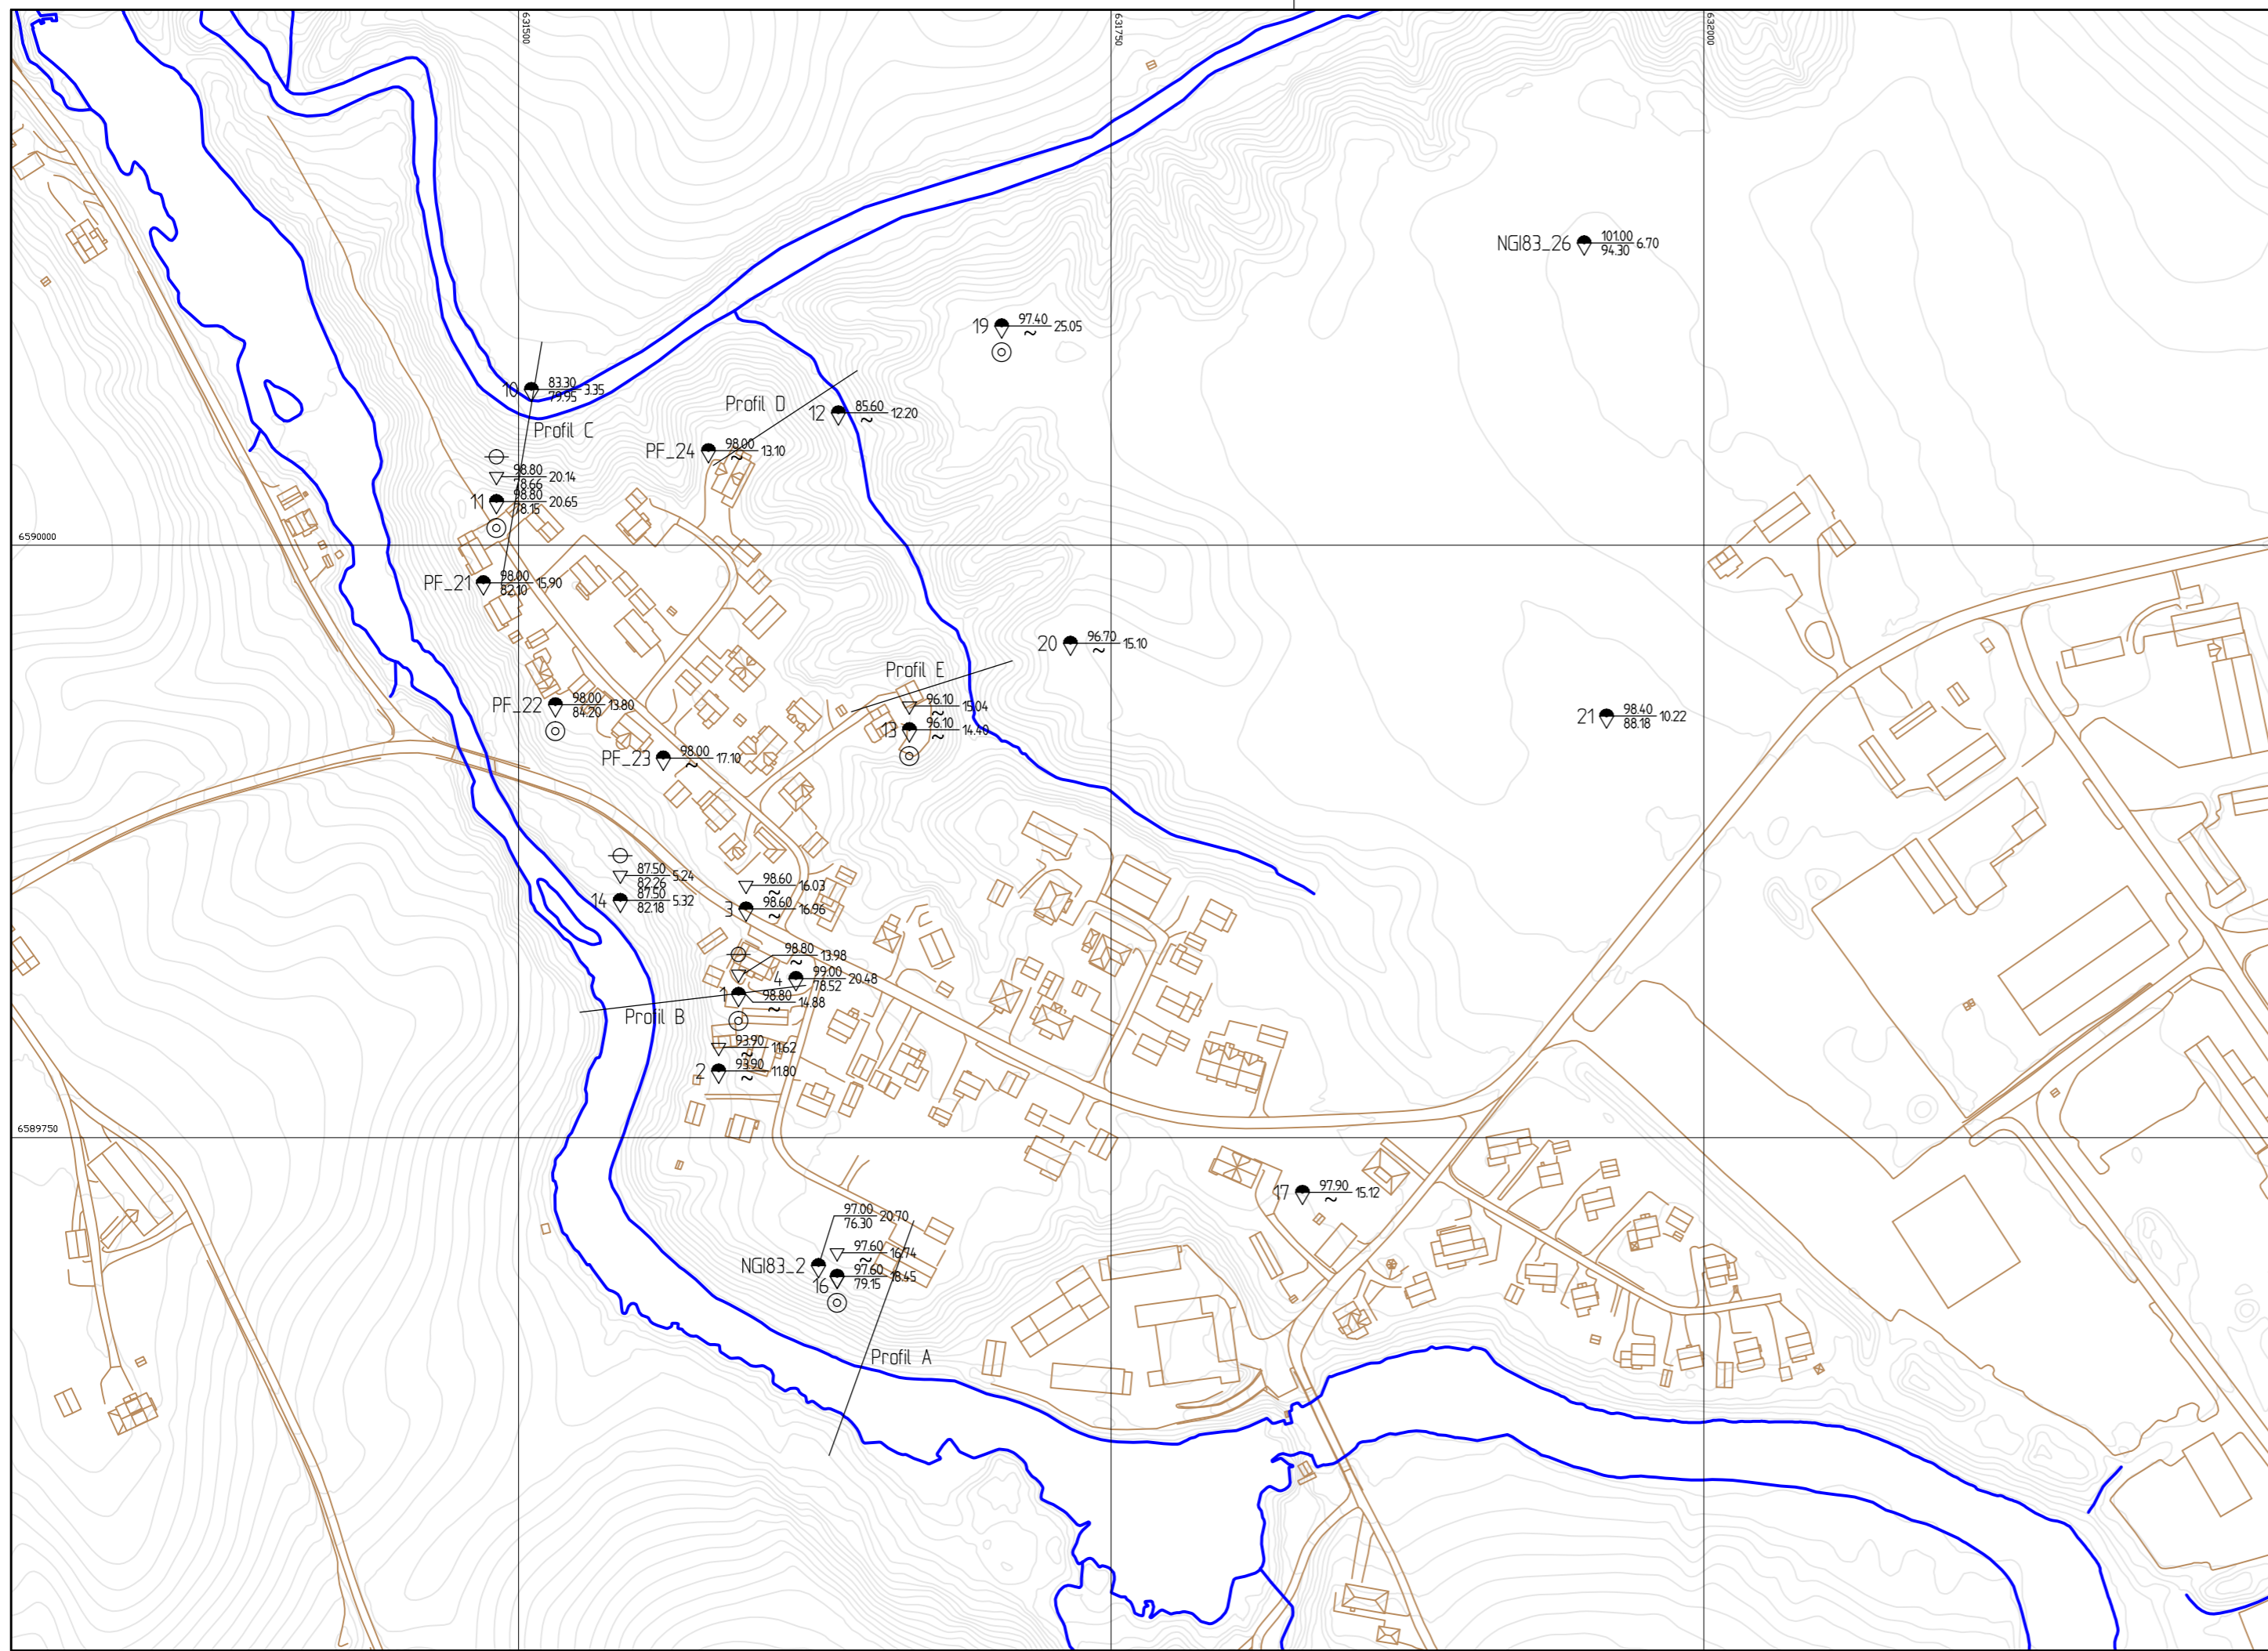 631500
631750
632000
NGI83_26 101.00 6.70
94.30
19 97.40 25.05
~
10 83.30 3.35
79.95
Profil D
12 85.60 12.20
~
Profil C
PF_24 98.00 13.10
~
98.80 20.14
78.66
11 98.80 20.65
78.15
6590000
PF_21 98.00 15.90
82.10
20 96.70 15.10
~
Profil E
96.10 15.04
~
PF_22 98.00 13.80
84.20
21 98.40 10.22
88.18
13 96.10 14.40
~
PF_23 98.00 17.10
~
87.50 5.24
82.26
98.60 16.03
~
14 87.50 5.32
82.18
3 98.60 16.96
~
98.80 13.98
~
4 99.00 20.48
78.52
1 98.80 14.88
~
Profil B
93.90 11.62
~
2 93.90 11.80
~
6589750
17 97.90 15.12
~
97.00 20.70
76.30
97.60 16.74
~
NGI83_2
16 97.60 18.45
79.15
Profil A